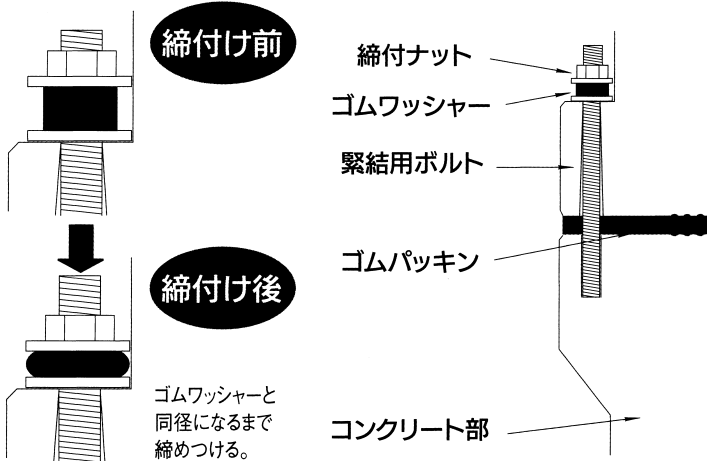 締付け前
締付け後
ゴムワッシャーと
同径になるまで
締めつける。
締付ナット
ゴムワッシャー
緊結用ボルト
ゴムパッキン
コンクリート部